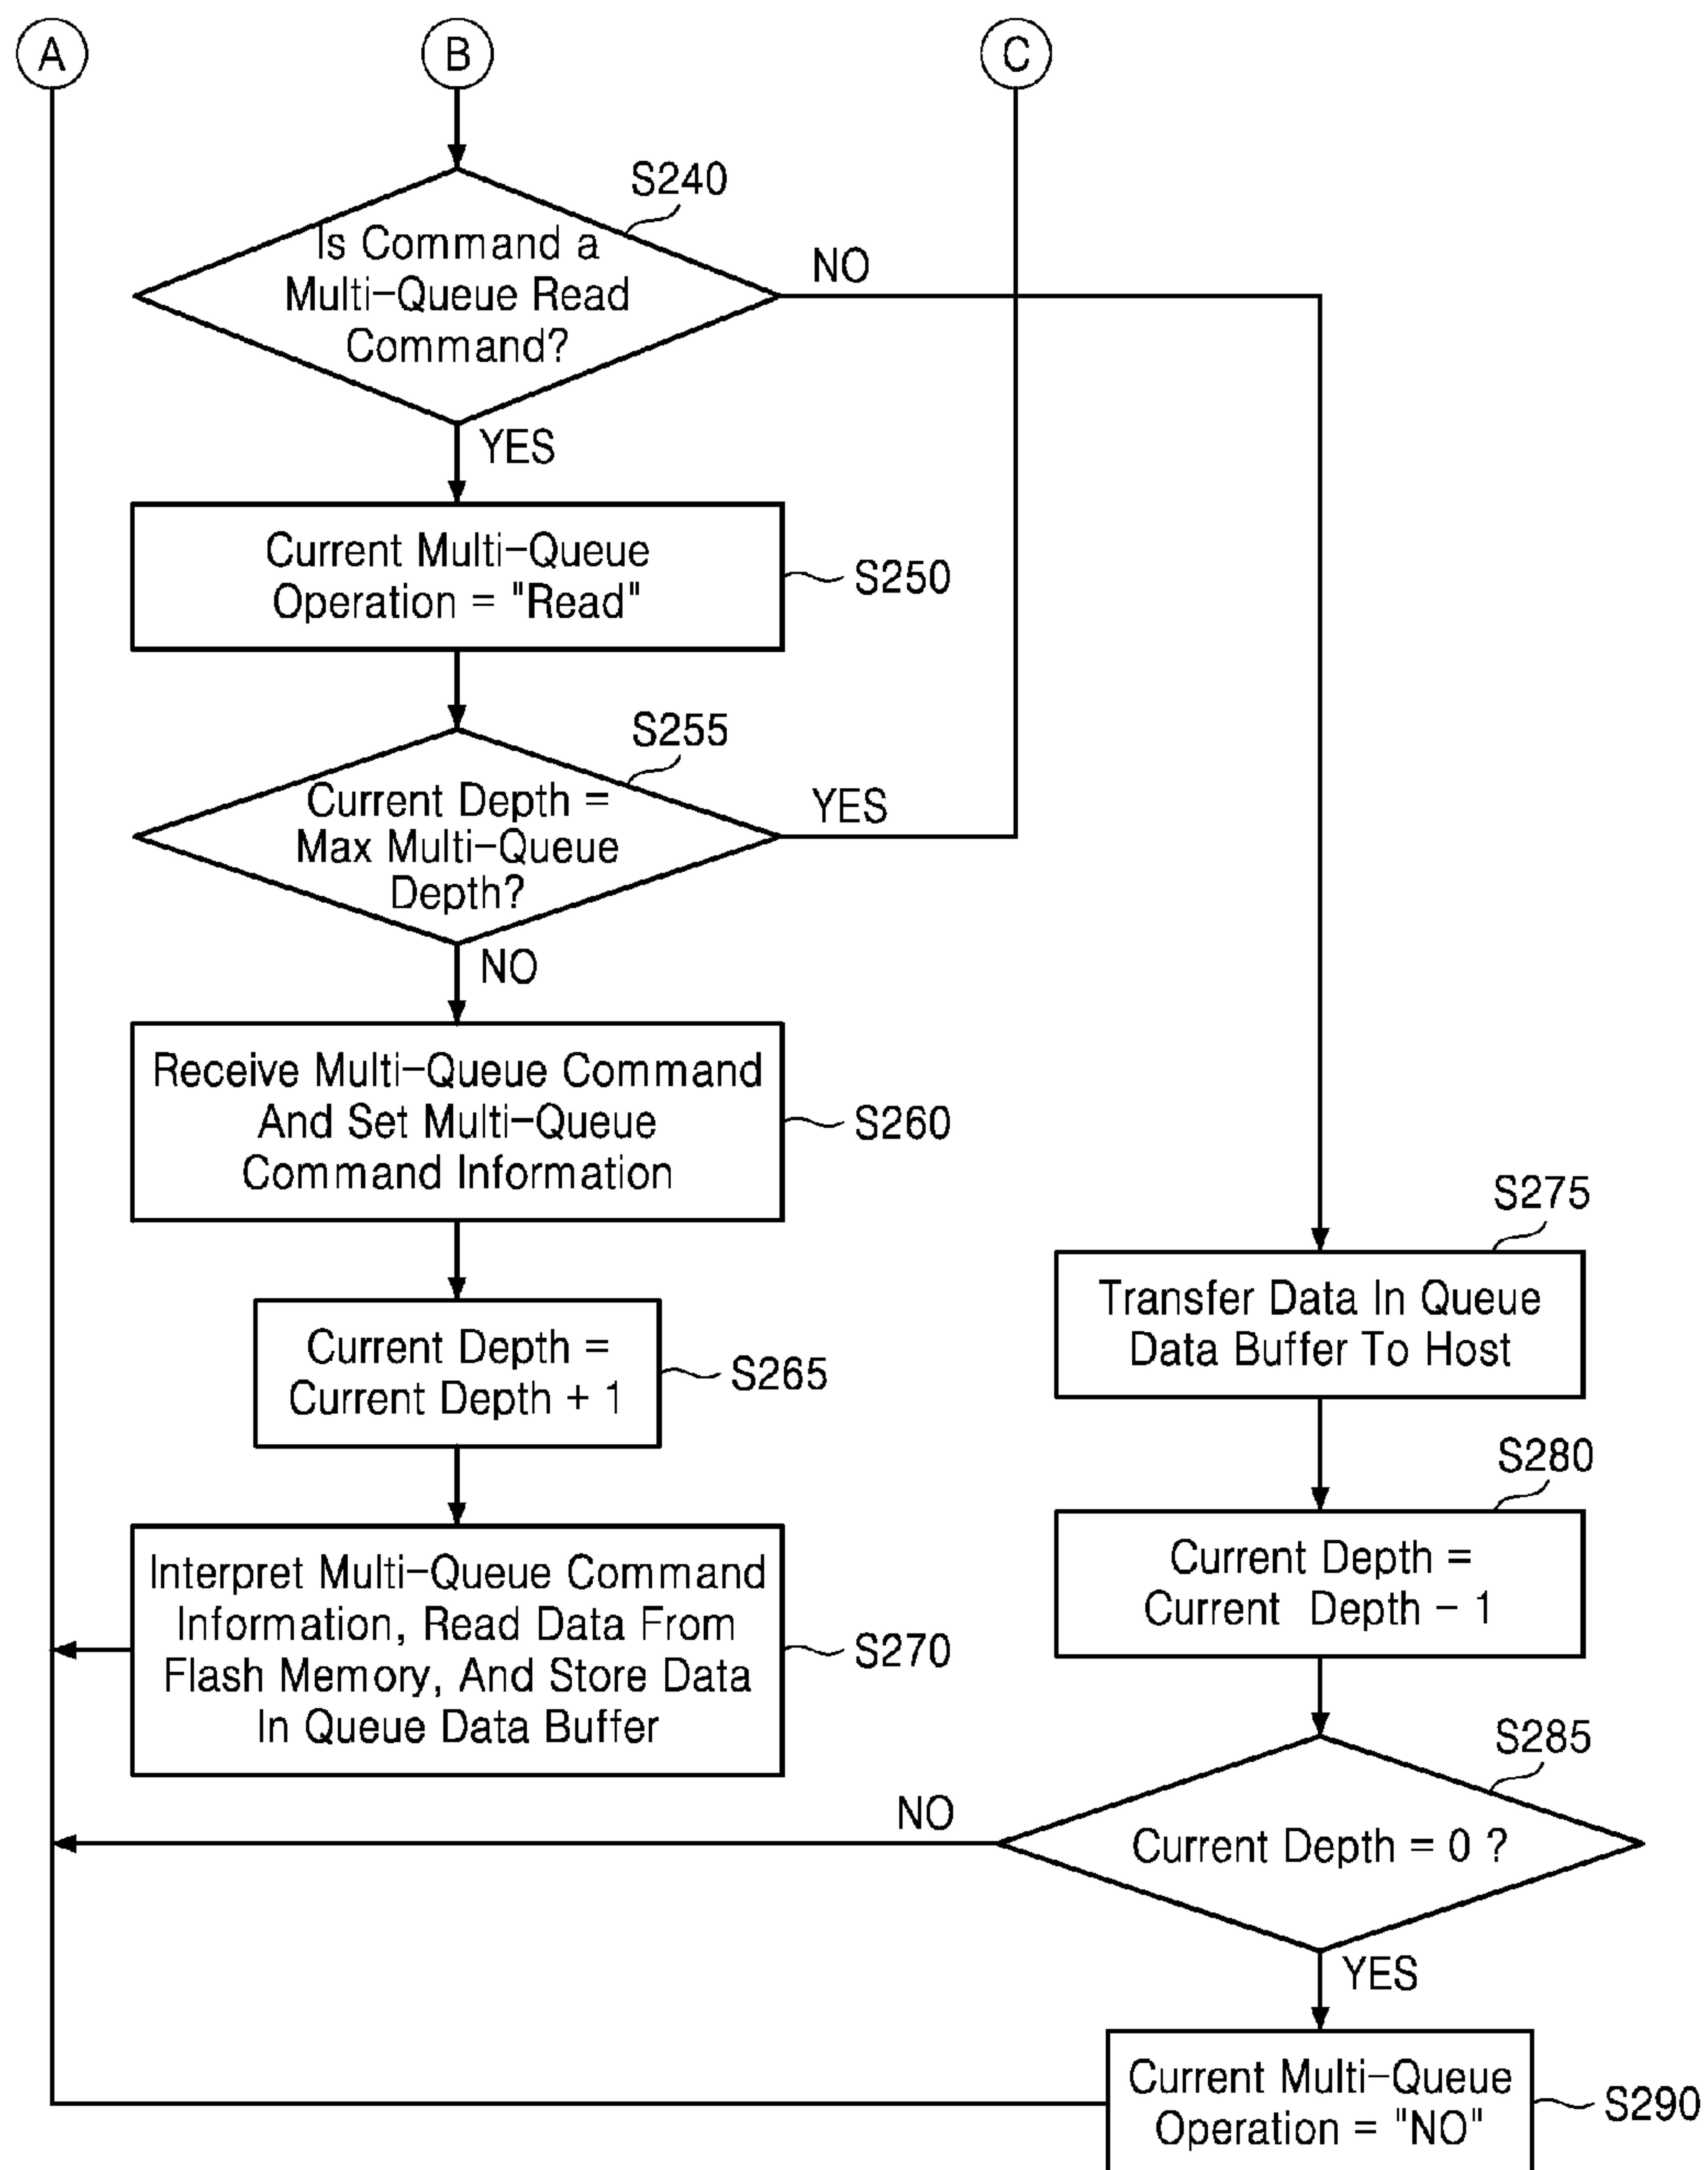 A
B
C
S240
Is Command a
Multi-Queue Read
Command?
NO
YES
Current Multi-Queue
Operation = "Read"
S250
S255
Current Depth =
Max Multi-Queue
Depth?
YES
NO
Receive Multi-Queue Command
And Set Multi-Queue
Command Information
S260
S275
Transfer Data In Queue
Data Buffer To Host
Current Depth =
Current Depth + 1
S265
S280
Current Depth =
Current Depth - 1
Interpret Multi-Queue Command
Information, Read Data From
Flash Memory, And Store Data
In Queue Data Buffer
S270
S285
NO
Current Depth = 0 ?
YES
Current Multi-Queue
Operation = "NO"
S290